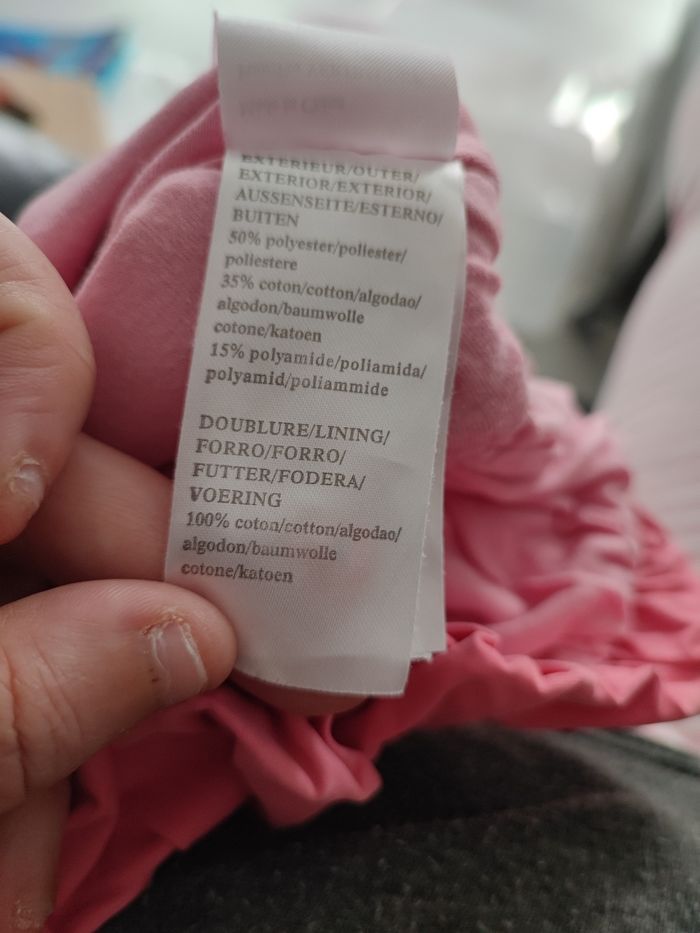 EXTERIEUR/OUTER/
EXTERIOR/EXTERIOR/
AUSSENSEITE/ESTERNO/
BUITEN
50% polyester/poliester/
poliestere
35% coton/cotton/algodao/
algodon/baumwolle
cotone/katoen
15% polyamide/poliamida/
polyamid/poliammide
DOUBLURE/LINING/
FORRO/FORRO/
FUTTER/FODERA/
VOERING
100% coton/cotton/algodao/
algodon/baumwolle
cotone/katoen